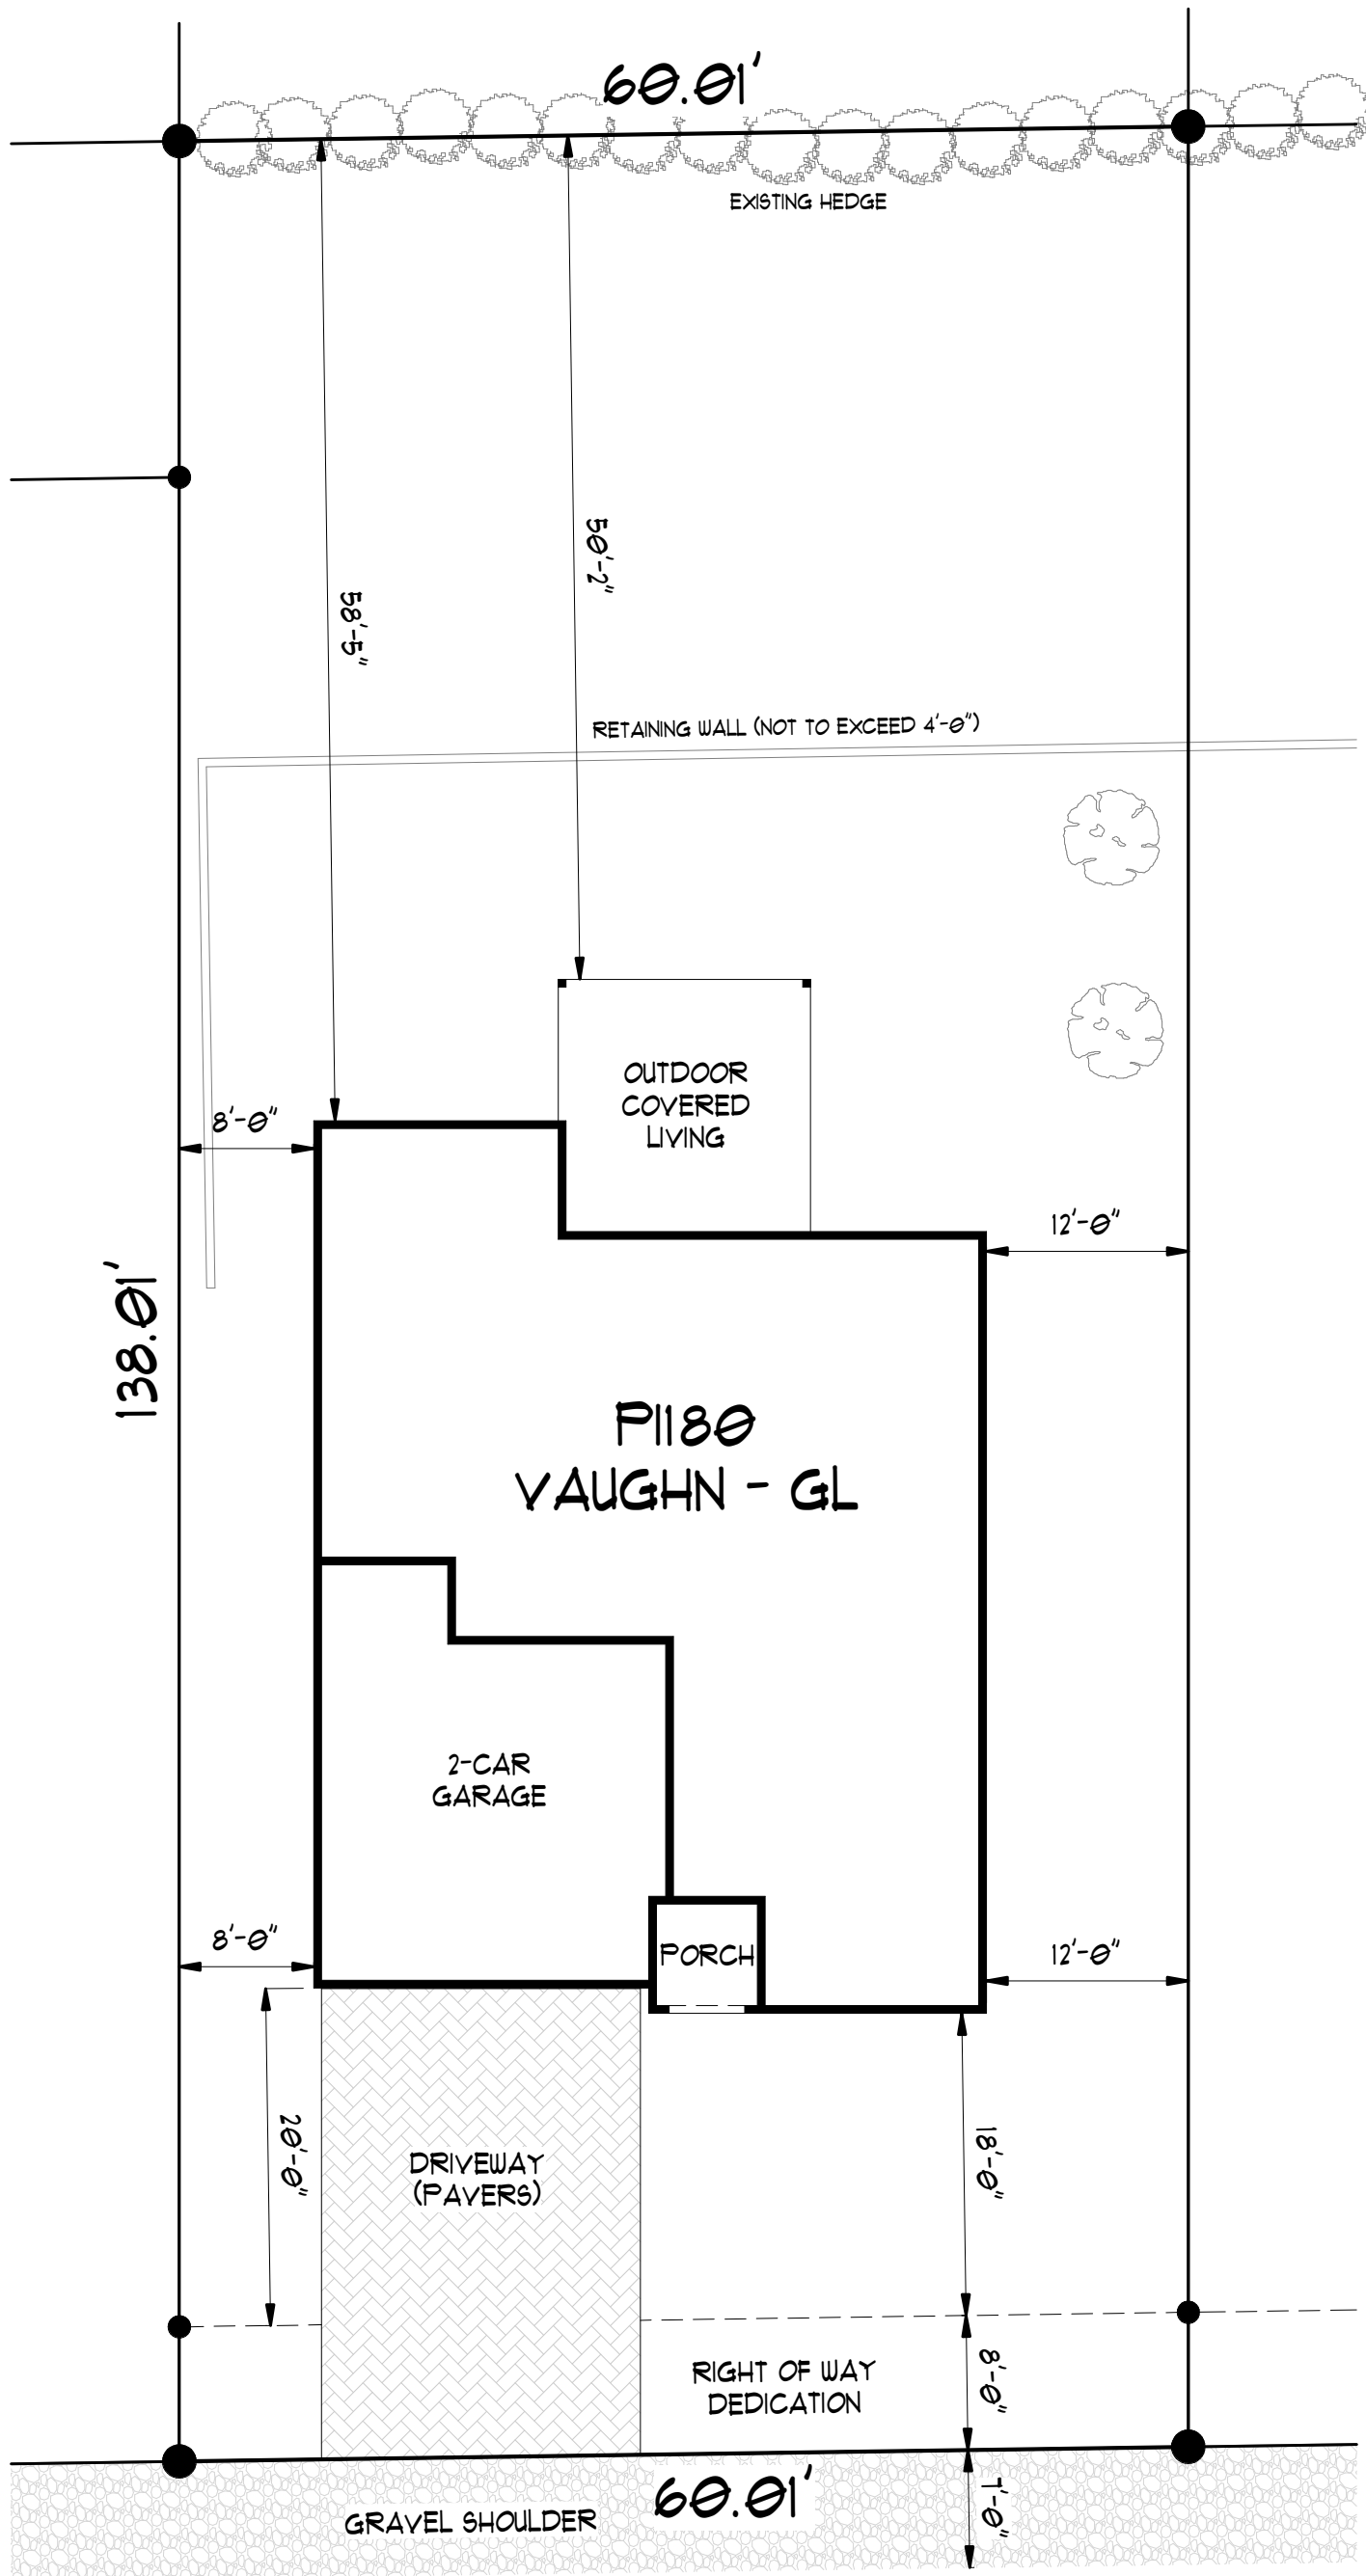 60.01'
EXISTING HEDGE
50'-2"
58'-5"
RETAINING WALL (NOT TO EXCEED 4'-0")
OUTDOOR
COVERED
LIVING
8'-0"
12'-0"
138.01'
P1180
VAUGHN - GL
2-CAR
GARAGE
8'-0"
PORCH
12'-0"
20'-0"
DRIVEWAY
(PAVERS)
18'-0"
RIGHT OF WAY
DEDICATION
8'-0"
60.01'
GRAVEL SHOULDER
7'-0"